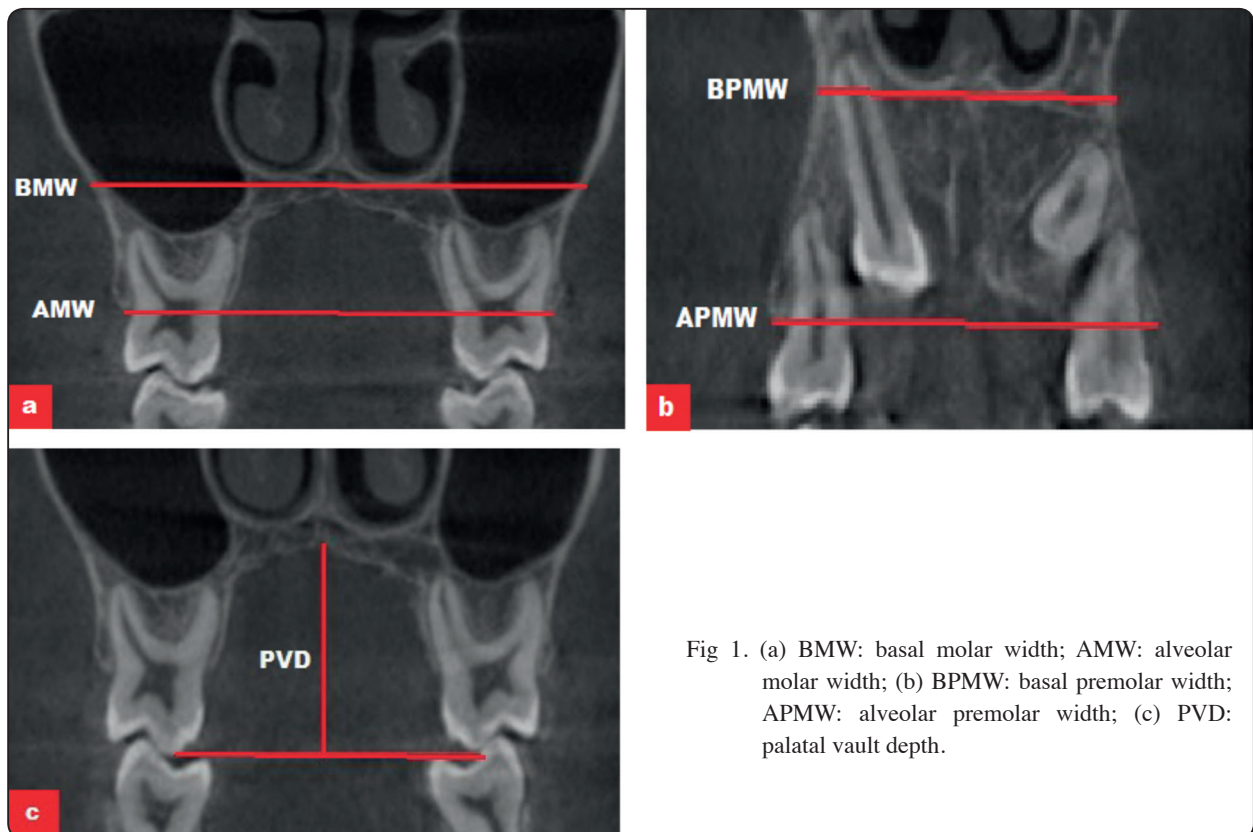 BMW
AMW
a
BPMW
APMW
b
PVD
c
Fig 1. (a) BMW: basal molar width; AMW: alveolar
molar width; (b) BPMW: basal premolar width;
APMW: alveolar premolar width; (c) PVD:
palatal vault depth.